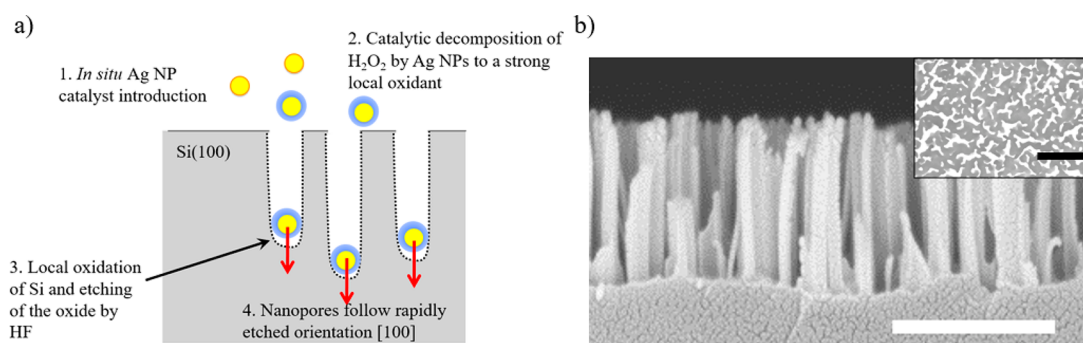 a)
1. In situ Ag NP
catalyst introduction
2. Catalytic decomposition of
H₂O₂ by Ag NPs to a strong
local oxidant
Si(100)
3. Local oxidation
of Si and etching
of the oxide by
HF
4. Nanopores follow rapidly
etched orientation [100]
b)